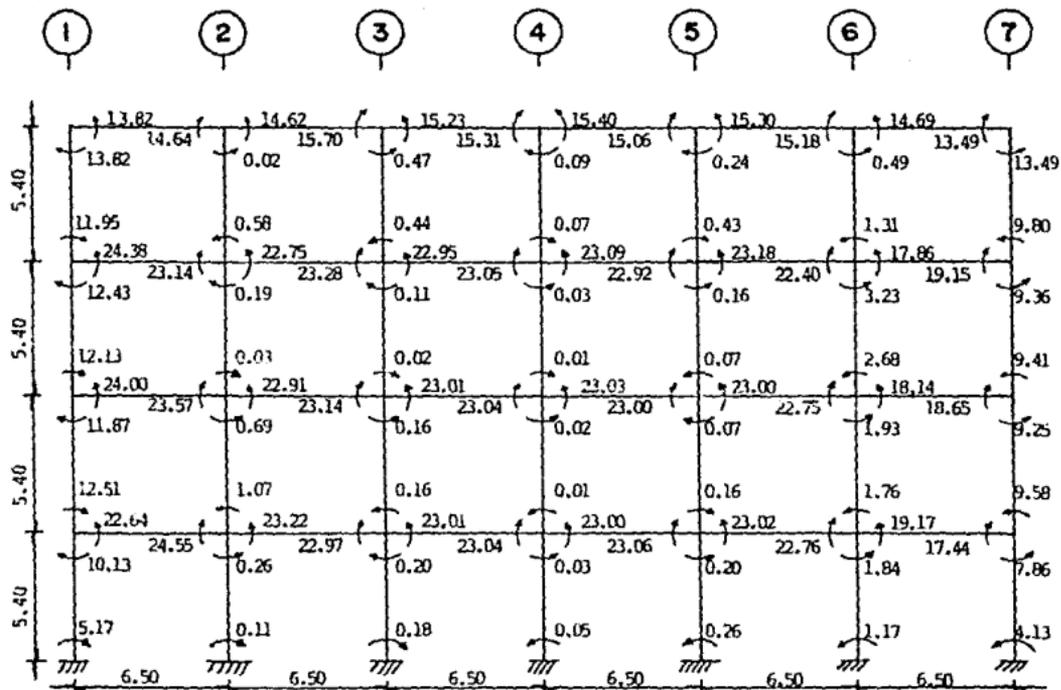 1 2 3 4 5 6 7
13.82 14.62 15.23 15.40 15.30 14.69
14.64 15.70 15.31 15.06 15.18 13.49
13.82 0.02 0.47 0.09 0.24 0.49 13.49
5.40
11.95 0.58 0.44 0.07 0.43 1.31 9.80
24.38 22.75 22.95 23.09 23.18 17.86
23.14 23.28 23.05 22.92 22.40 19.15
12.43 0.19 0.11 0.03 0.16 3.23 9.36
5.40
12.13 0.03 0.02 0.01 0.07 2.68 9.41
24.00 22.91 23.01 23.03 23.00 18.14
23.57 23.14 23.04 23.00 22.75 18.65
11.87 0.69 0.16 0.02 0.07 1.93 9.25
5.40
12.51 1.07 0.16 0.01 0.16 1.76 9.58
22.64 23.22 23.01 23.00 23.02 19.17
24.55 22.97 23.04 23.06 22.76 17.44
10.13 0.26 0.20 0.03 0.20 1.84 7.86
5.40
5.17 0.11 0.18 0.05 0.26 1.17 4.13
6.50 6.50 6.50 6.50 6.50 6.50